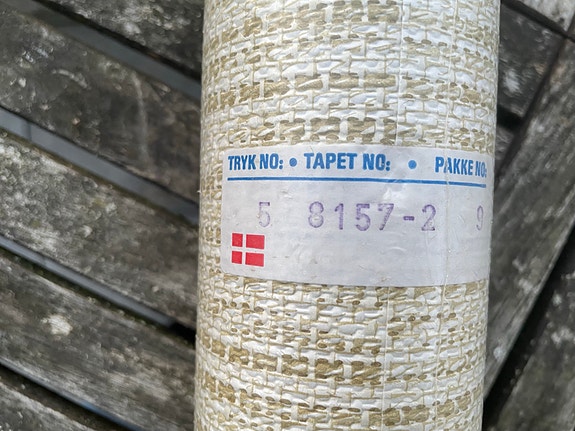 TRYK NO: • TAPET NO: • PAKKE NO:
5 8157-2 9